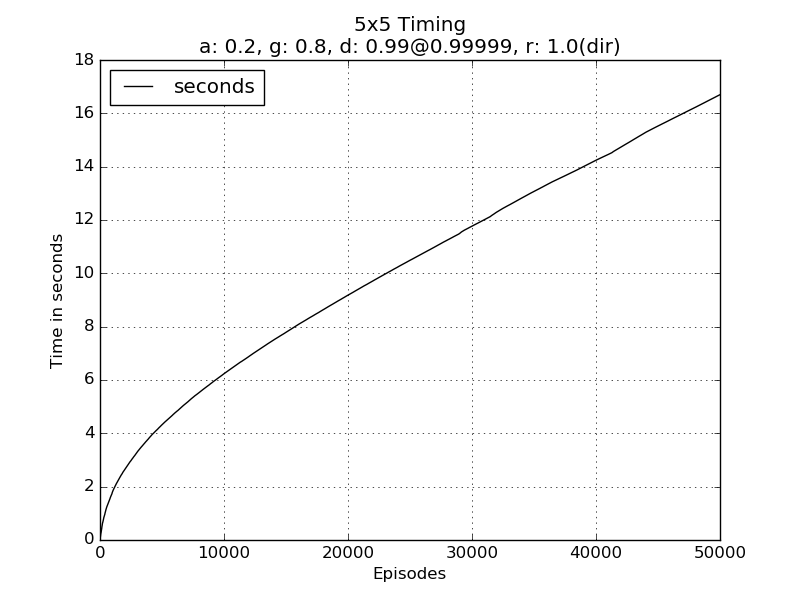 5x5 Timing
a: 0.2, g: 0.8, d: 0.99@0.99999, r: 1.0(dir)
seconds
Time in seconds
18
16
14
12
10
8
6
4
2
0
0 10000 20000 30000 40000 50000
Episodes